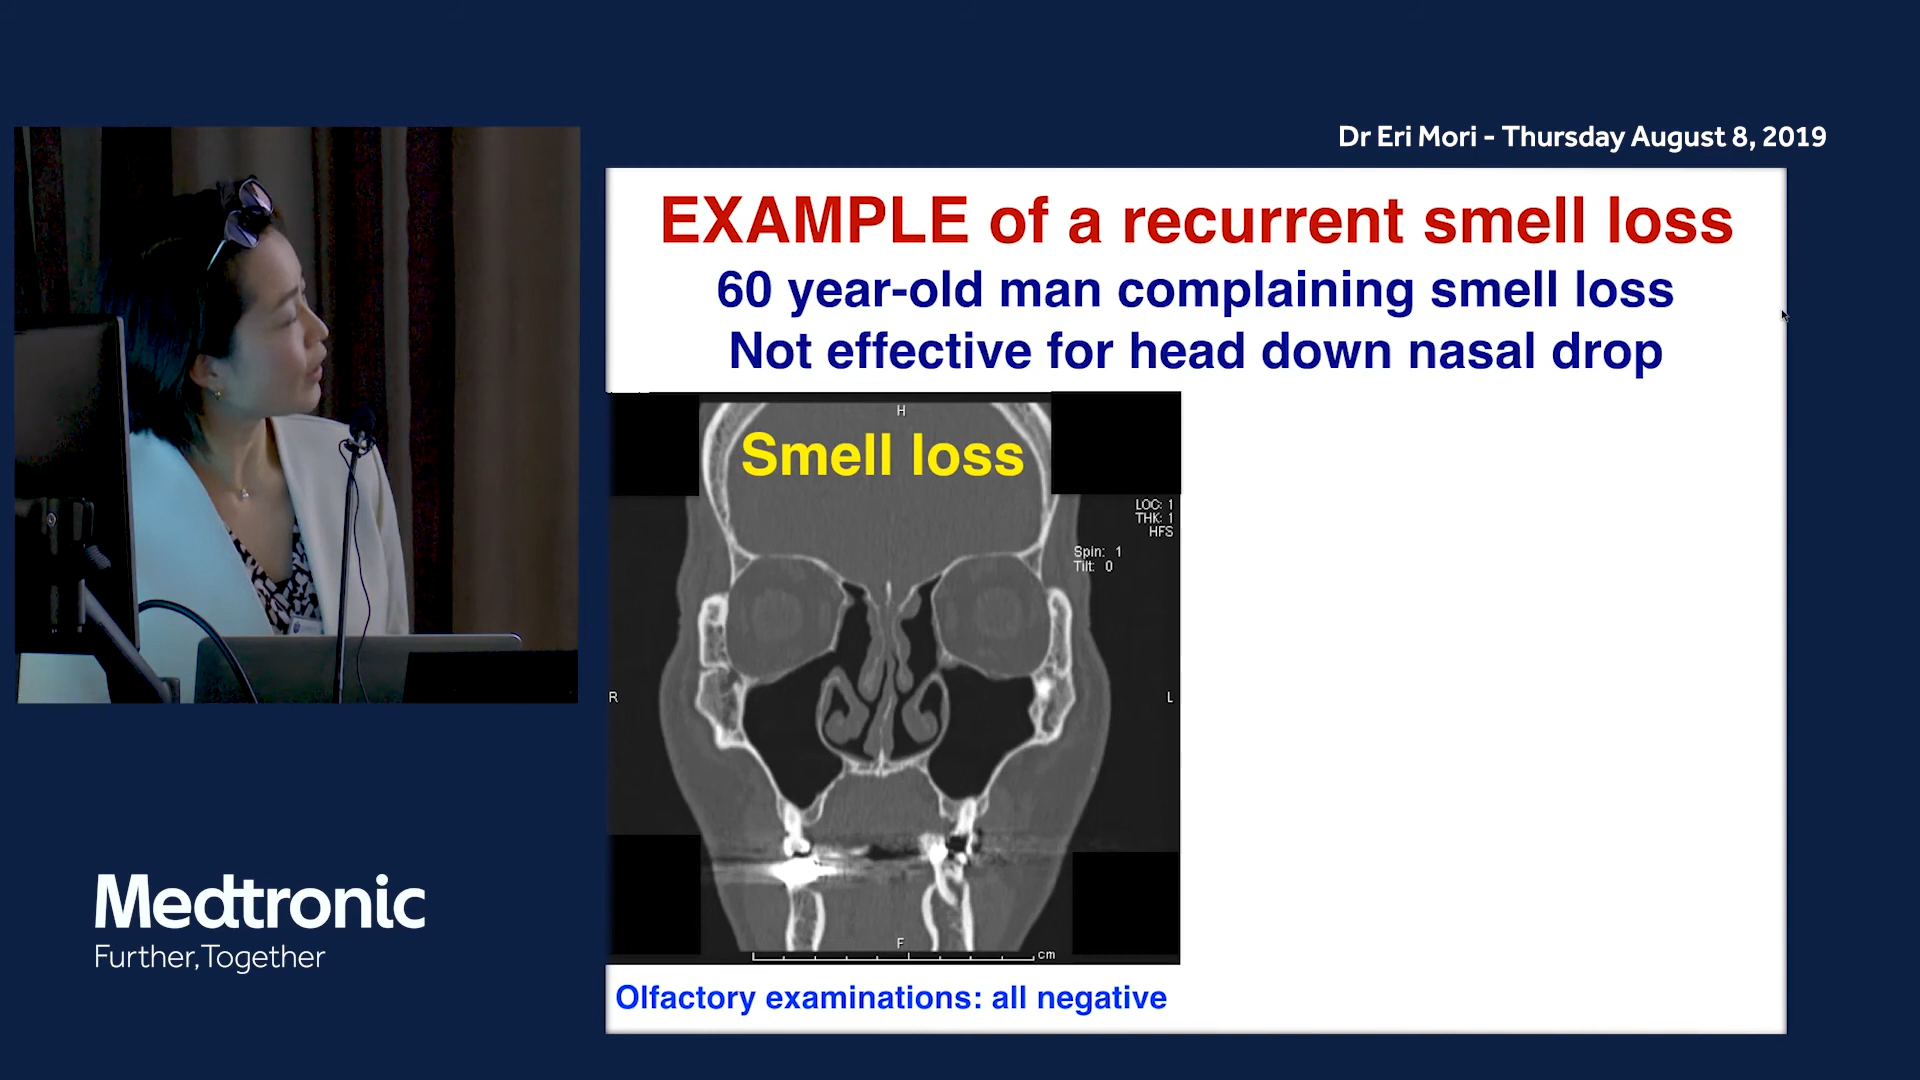 Dr Eri Mori - Thursday August 8, 2019
EXAMPLE of a recurrent smell loss
60 year-old man complaining smell loss
Not effective for head down nasal drop
H
Smell loss
LOC: 1
THK: 1
HFS
Spin: 1
Tilt: 0
R
L
F
cm
Olfactory examinations: all negative
Medtronic
Further, Together